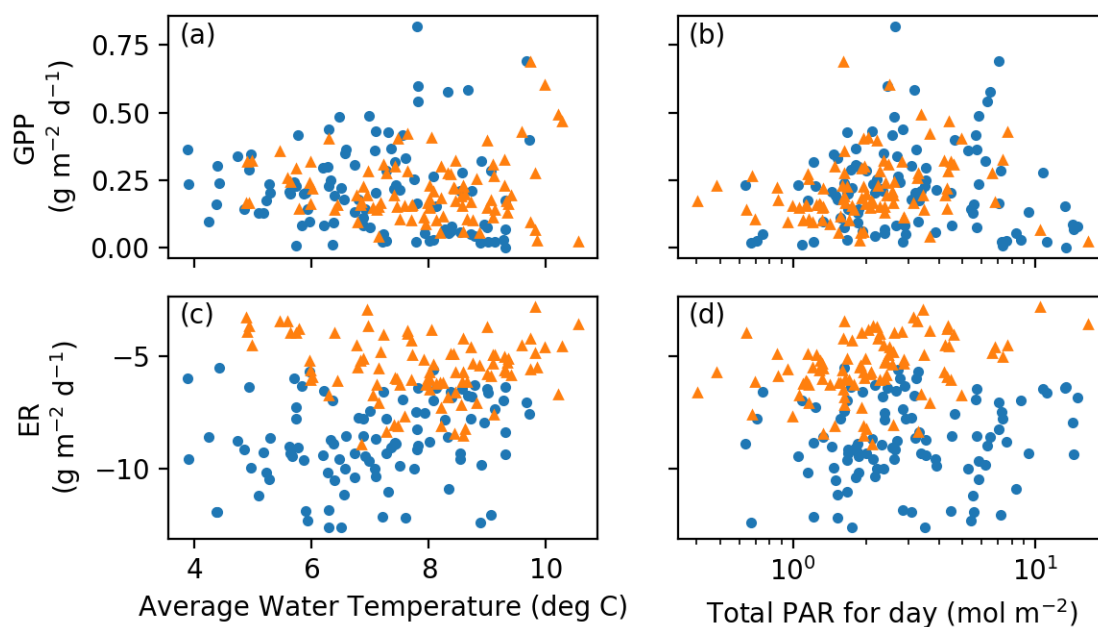 (a)
(b)
0.75
0.50
0.25
0.00
GPP
(g m⁻² d⁻¹)
(c)
(d)
−5
−10
ER
(g m⁻² d⁻¹)
4 6 8 10
10⁰ 10¹
Average Water Temperature (deg C)
Total PAR for day (mol m⁻²)